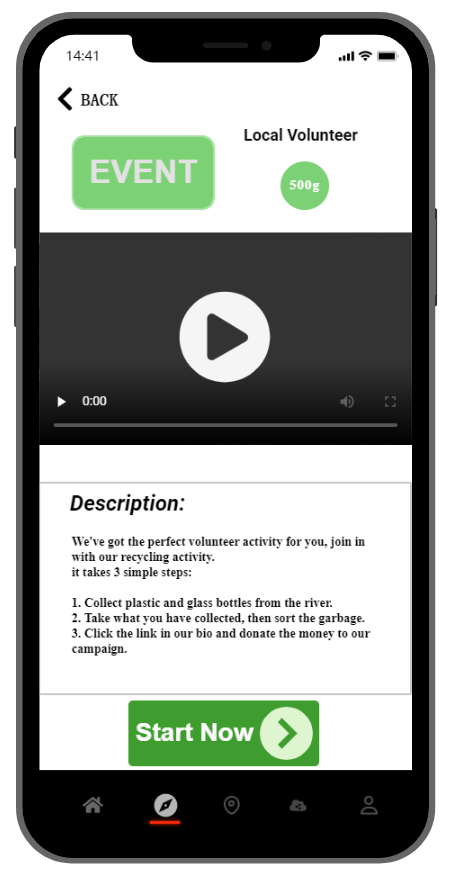 14:41
BACK
Local Volunteer
EVENT
500g
0:00
Description:
We've got the perfect volunteer activity for you, join in
with our recycling activity.
it takes 3 simple steps:
1. Collect plastic and glass bottles from the river.
2. Take what you have collected, then sort the garbage.
3. Click the link in our bio and donate the money to our
campaign.
Start Now